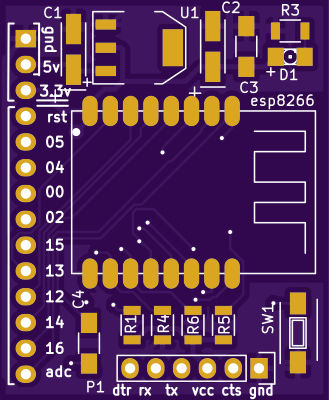 C1 U1 C2 R3
gnd
5v
+ + + D1
3.3v C3
esp8266
rst
05
04
00
02
15
13
12
14
16
adc
C4 R1 R4 R6 R5 SW1
P1
dtr rx tx vcc cts gnd